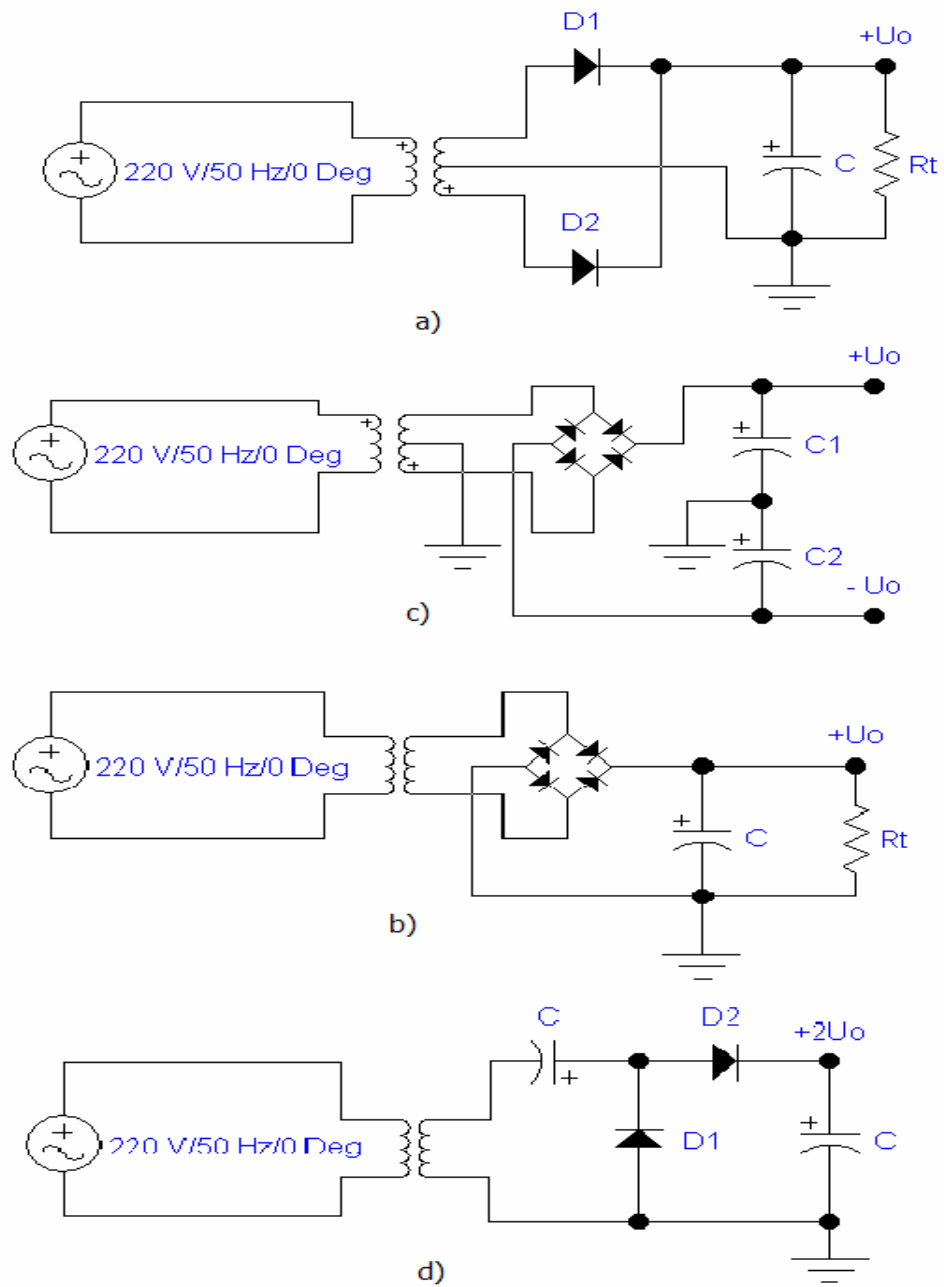 D1
+Uo
+
220 V/50 Hz/0 Deg
+
+
+
C
Rt
D2
a)
+Uo
+
220 V/50 Hz/0 Deg
+
+
+
C1
+
C2
- Uo
c)
+
220 V/50 Hz/0 Deg
+Uo
+
C
Rt
b)
C
D2
+2Uo
+
+
220 V/50 Hz/0 Deg
D1
+
C
d)